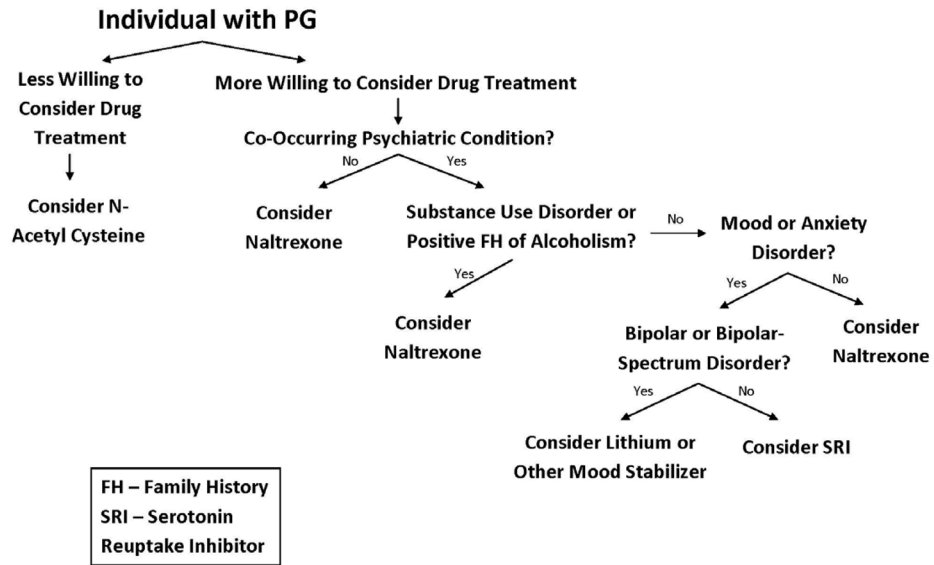 Individual with PG
Less Willing to
Consider Drug
Treatment
More Willing to Consider Drug Treatment
Co-Occurring Psychiatric Condition?
No
Yes
Consider N-
Acetyl Cysteine
Consider
Naltrexone
Substance Use Disorder or
Positive FH of Alcoholism?
No
Mood or Anxiety
Disorder?
Yes
Consider
Naltrexone
Yes
No
Bipolar or Bipolar-
Spectrum Disorder?
Consider
Naltrexone
Yes
No
Consider Lithium or
Other Mood Stabilizer
Consider SRI
FH – Family History
SRI – Serotonin
Reuptake Inhibitor